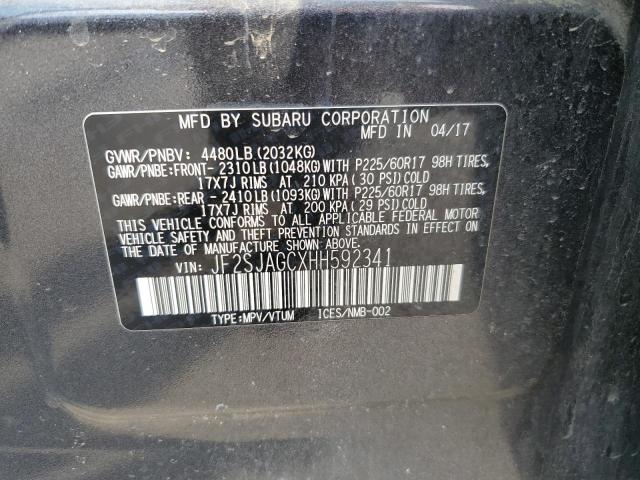 MFD BY SUBARU CORPORATION
MFD IN 04/17
GVWR/PNBV: 4480LB(2032KG)
GAWR/PNBE:FRONT- 2310LB(1048KG)WITH P225/60R17 98H TIRES,
17X7J RIMS AT 210 KPA(30 PSI)COLD
GAWR/PNBE:REAR - 2410LB(1093KG)WITH P225/60R17 98H TIRES,
17X7J RIMS AT 200 KPA(29 PSI)COLD
THIS VEHICLE CONFORMS TO ALL APPLICABLE FEDERAL MOTOR
VEHICLE SAFETY AND THEFT PREVENTION STANDARDS IN EFFECT
ON THE DATE OF MANUFACTURE SHOWN ABOVE.
VIN: JF2SJAGCXHH592341
TYPE:MPV/VTUM ICES/NMB-002